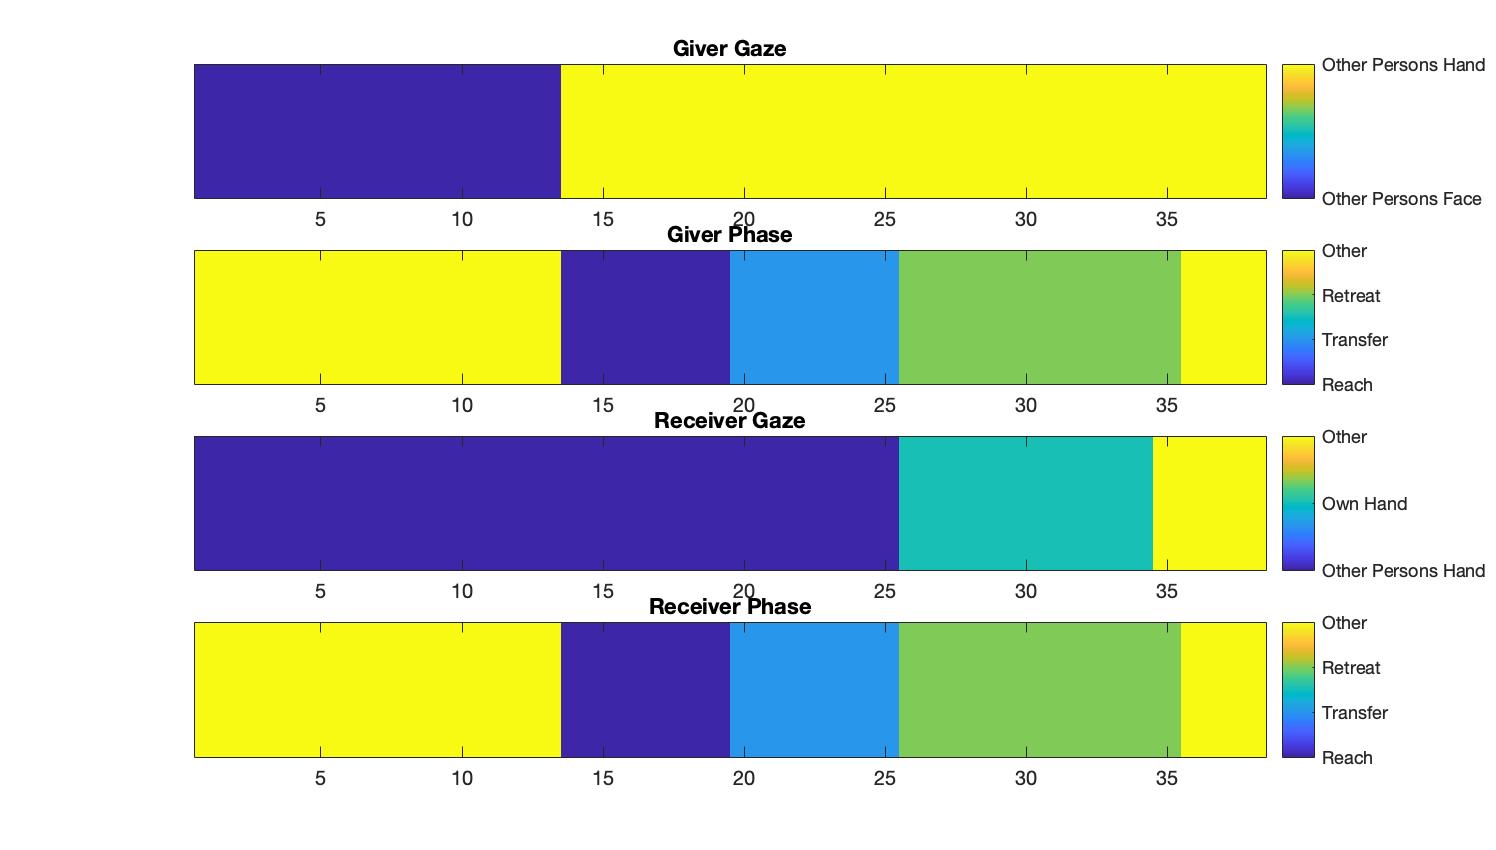 Giver Gaze
Other Persons Hand
Other Persons Face
5 10 15 20 25 30 35
Giver Phase
Other
Retreat
Transfer
Reach
5 10 15 20 25 30 35
Receiver Gaze
Other
Own Hand
Other Persons Hand
5 10 15 20 25 30 35
Receiver Phase
Other
Retreat
Transfer
Reach
5 10 15 20 25 30 35